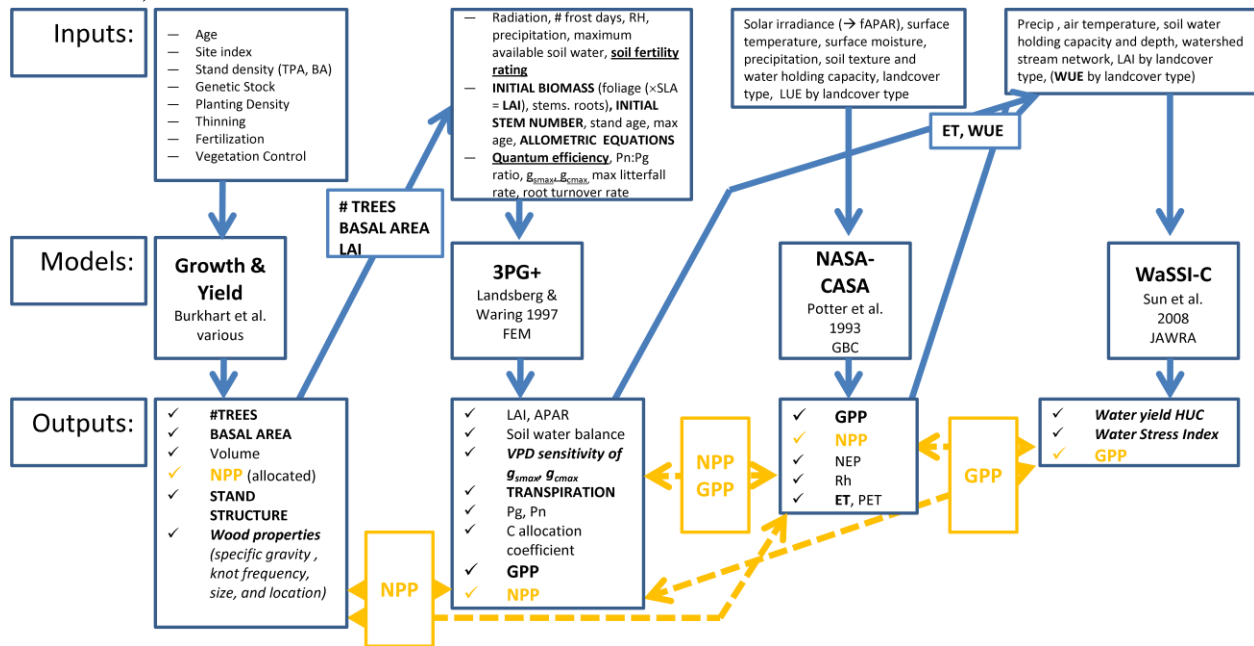 Inputs:
— Age
— Site index
— Stand density (TPA, BA)
— Genetic Stock
— Planting Density
— Thinning
— Fertilization
— Vegetation Control
— Radiation, # frost days, RH,
precipitation, maximum
available soil water, soil fertility
rating
— INITIAL BIOMASS (foliage (×SLA
= LAI), stems. roots), INITIAL
STEM NUMBER, stand age, max
age, ALLOMETRIC EQUATIONS
— Quantum efficiency, Pn:Pg
ratio, gsmax, gcmax, max litterfall
rate, root turnover rate
Solar irradiance (→ fAPAR), surface
temperature, surface moisture,
precipitation, soil texture and
water holding capacity, landcover
type, LUE by landcover type
Precip , air temperature, soil water
holding capacity and depth, watershed
stream network, LAI by landcover
type, (WUE by landcover type)
ET, WUE
# TREES
BASAL AREA
LAI
Models:
Growth &
Yield
Burkhart et al.
various
3PG+
Landsberg &
Waring 1997
FEM
NASA-
CASA
Potter et al.
1993
GBC
WaSSI-C
Sun et al.
2008
JAWRA
Outputs:
✓ #TREES
✓ BASAL AREA
✓ Volume
✓ NPP (allocated)
✓ STAND
STRUCTURE
✓ Wood properties
(specific gravity ,
knot frequency,
size, and location)
NPP
✓ LAI, APAR
✓ Soil water balance
✓ VPD sensitivity of
gsmax, gcmax
✓ TRANSPIRATION
✓ Pg, Pn
✓ C allocation
coefficient
✓ GPP
✓ NPP
NPP
GPP
✓ GPP
✓ NPP
✓ NEP
✓ Rh
✓ ET, PET
GPP
✓ Water yield HUC
✓ Water Stress Index
✓ GPP